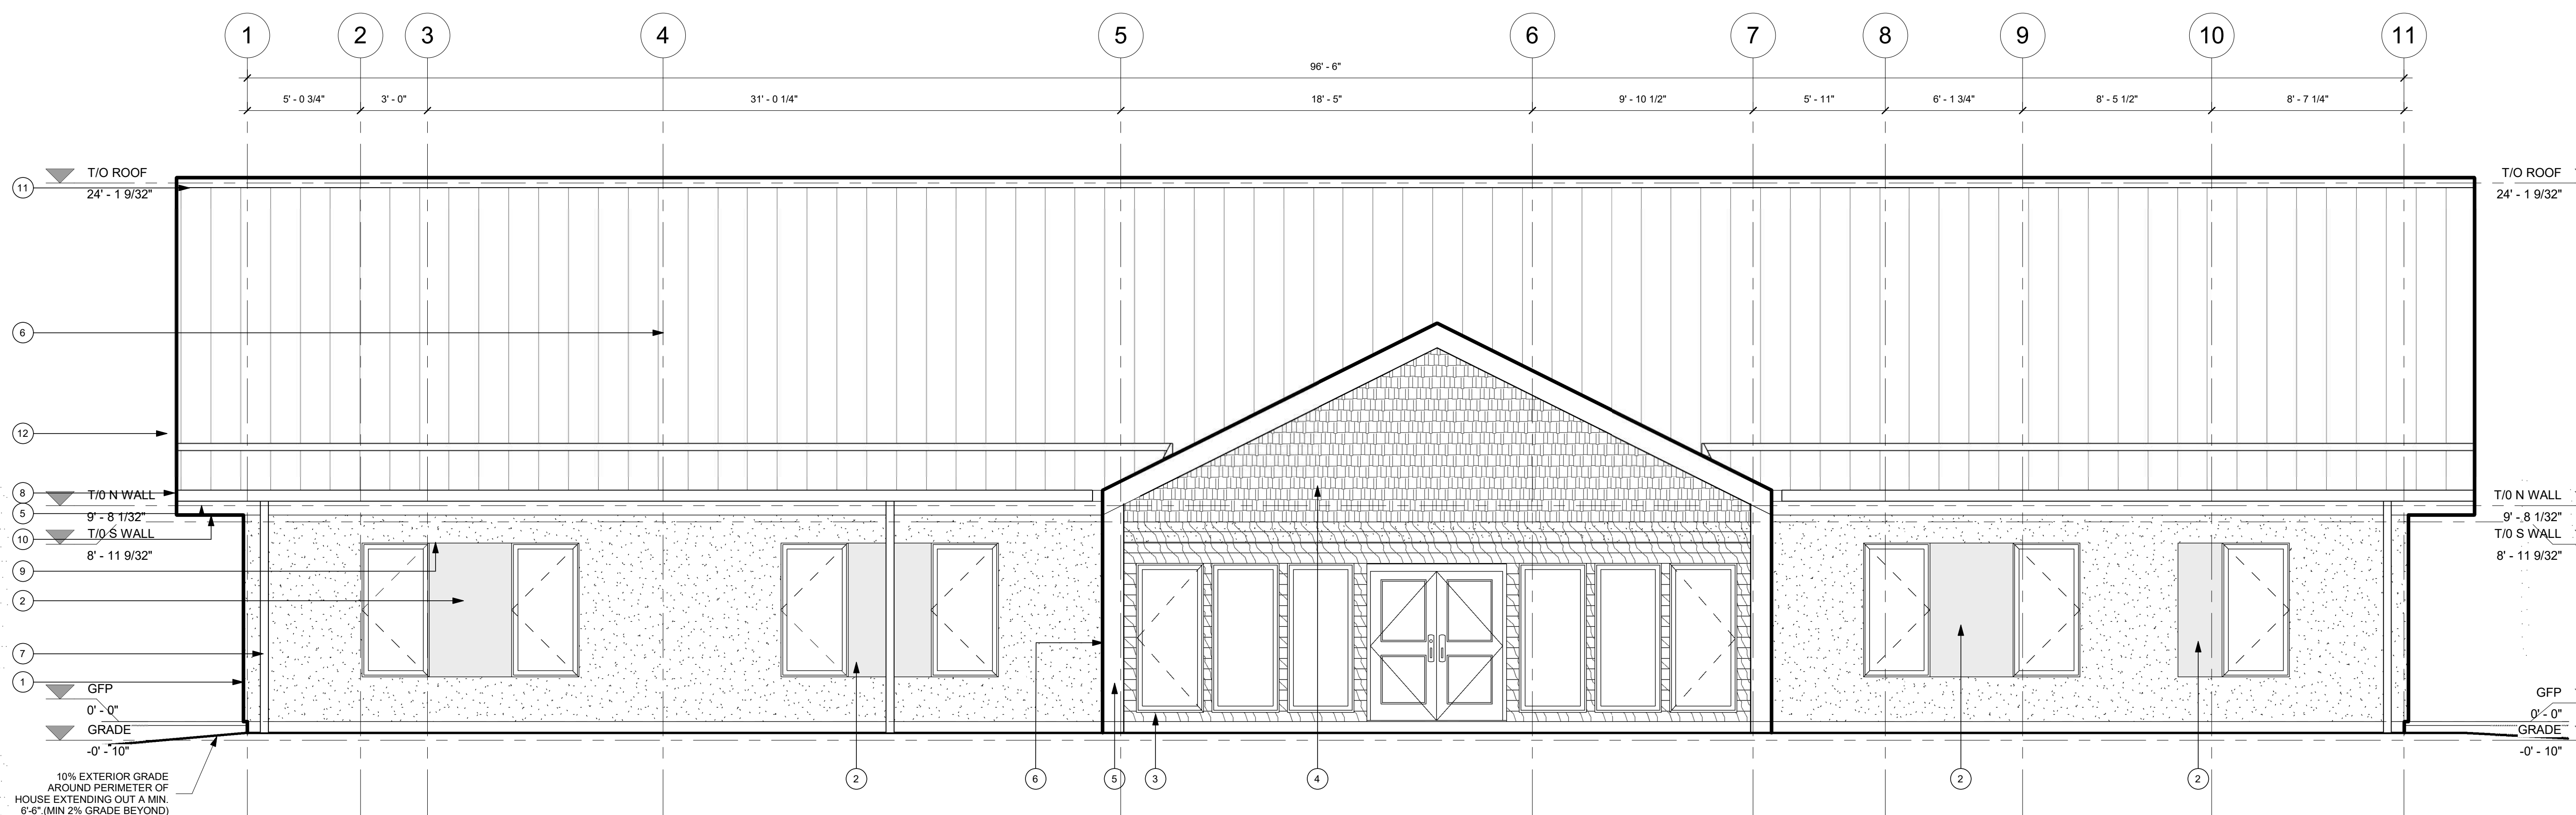 1 2 3 4 5 6 7 8 9 10 11
96' - 6"
5' - 0 3/4" 3' - 0" 31' - 0 1/4" 18' - 5" 9' - 10 1/2" 5' - 11" 6' - 1 3/4" 8' - 5 1/2" 8' - 7 1/4"
T/O ROOF T/O ROOF
11 24' - 1 9/32" 24' - 1 9/32"
6
12
8 T/0 N WALL T/0 N WALL
5 9' - 8 1/32" 9' - 8 1/32"
10 T/0 S WALL T/0 S WALL
8' - 11 9/32" 8' - 11 9/32"
9
2
7
1
GFP GFP
0' - 0" 0' - 0"
GRADE GRADE
-0' - 10" -0' - 10"
2 6 5 3 4 2 2
10% EXTERIOR GRADE
AROUND PERIMETER OF
HOUSE EXTENDING OUT A MIN.
6'-6".(MIN 2% GRADE BEYOND)